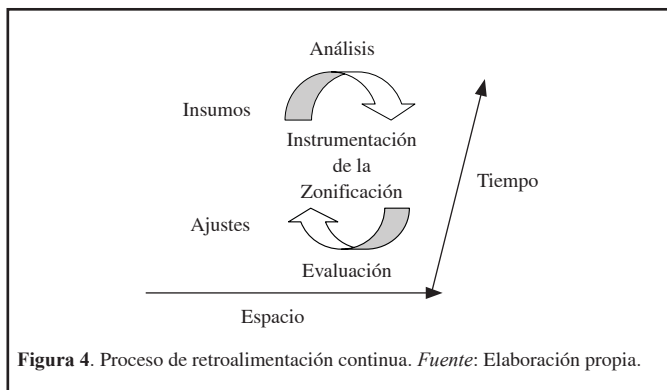 Análisis
Insumos
Instrumentación
de la
Zonificación
Tiempo
Ajustes
Evaluación
Espacio
Figura 4. Proceso de retroalimentación continua. Fuente: Elaboración propia.